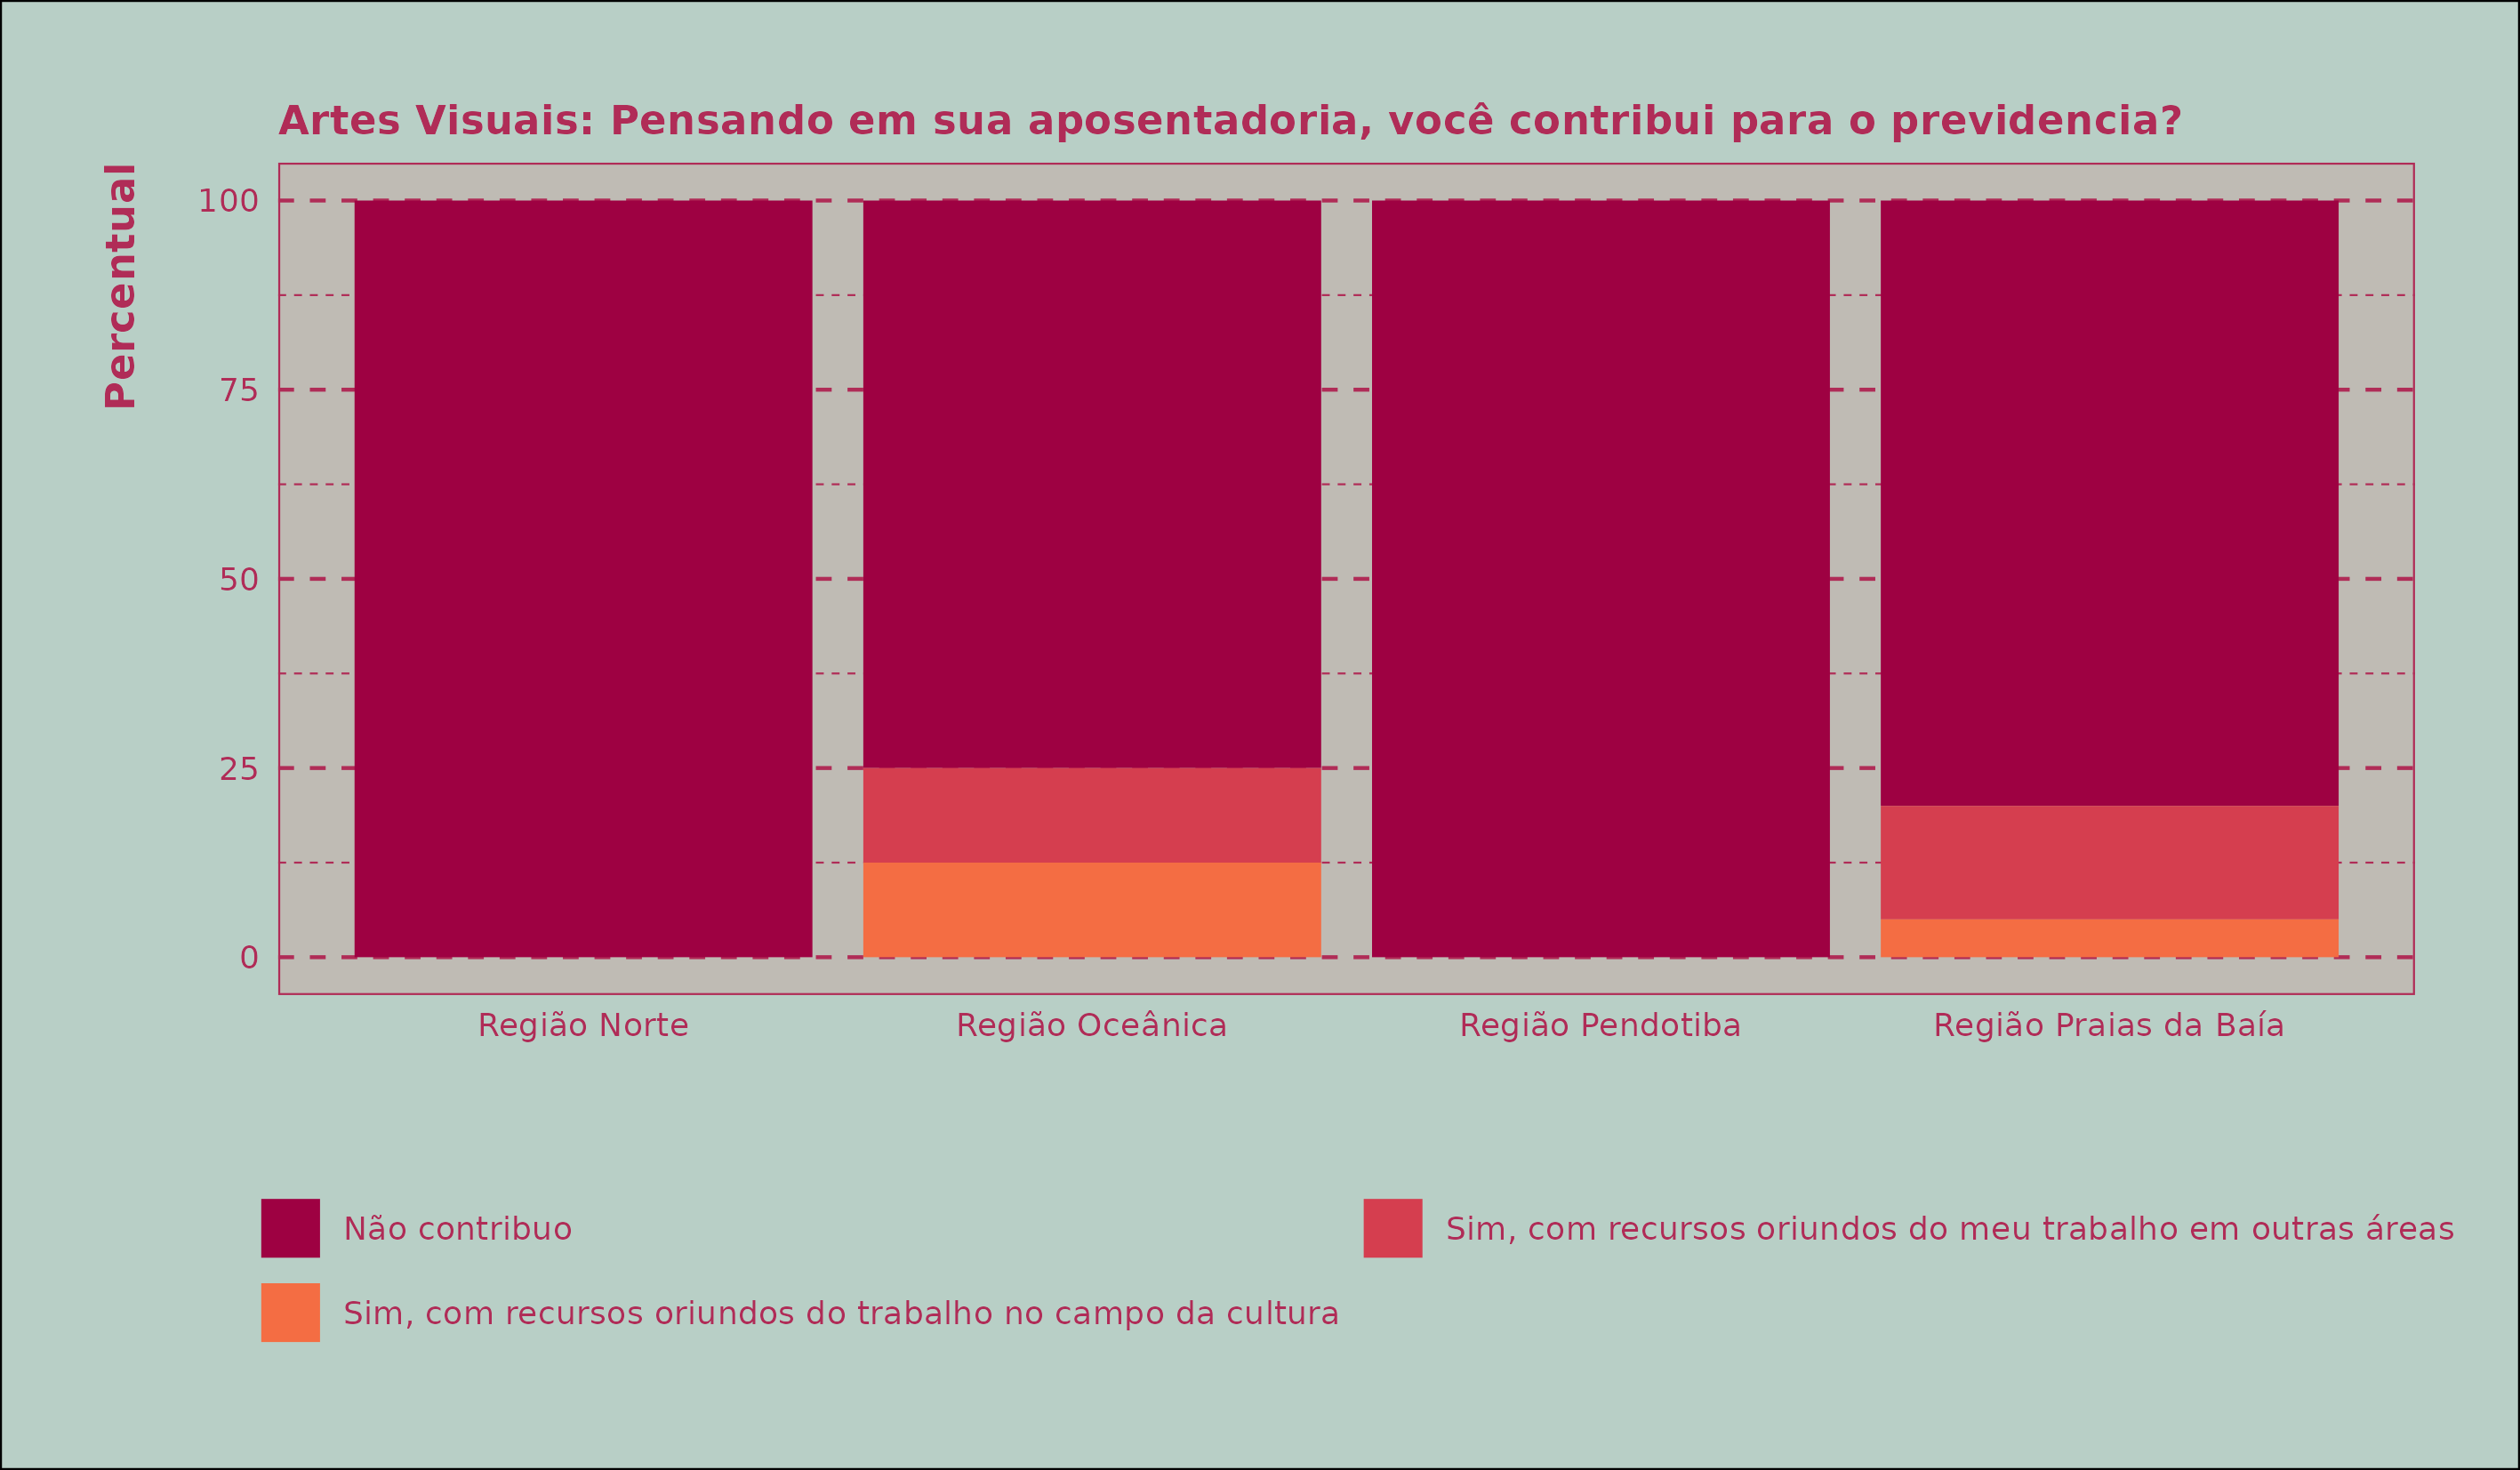 Artes Visuais: Pensando em sua aposentadoria, você contribui para o previdencia?
Percentual
100
75
50
25
0
Região Norte
Região Oceânica
Região Pendotiba
Região Praias da Baía
Não contribuo
Sim, com recursos oriundos do meu trabalho em outras áreas
Sim, com recursos oriundos do trabalho no campo da cultura